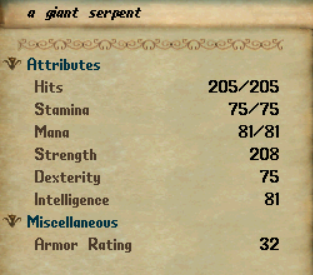 a giant serpent
Attributes
Hits 205/205
Stamina 75/75
Mana 81/81
Strength 208
Dexterity 75
Intelligence 81
Miscellaneous
Armor Rating 32